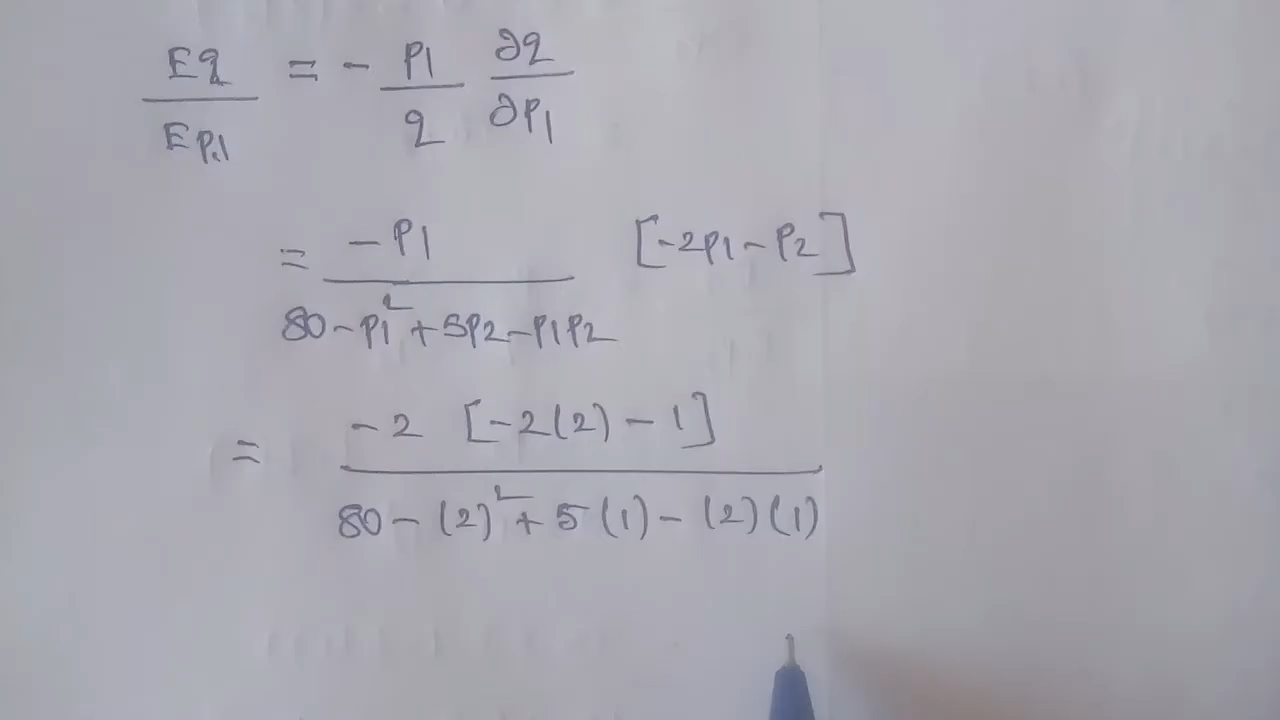 Eq/Ep1 = - p1/q ∂q/∂p1
= -p1/(80-p1²+5p2-p1p2) [-2p1-p2]
= -2 [-2(2)-1]/(80-(2)²+5(1)-(2)(1))